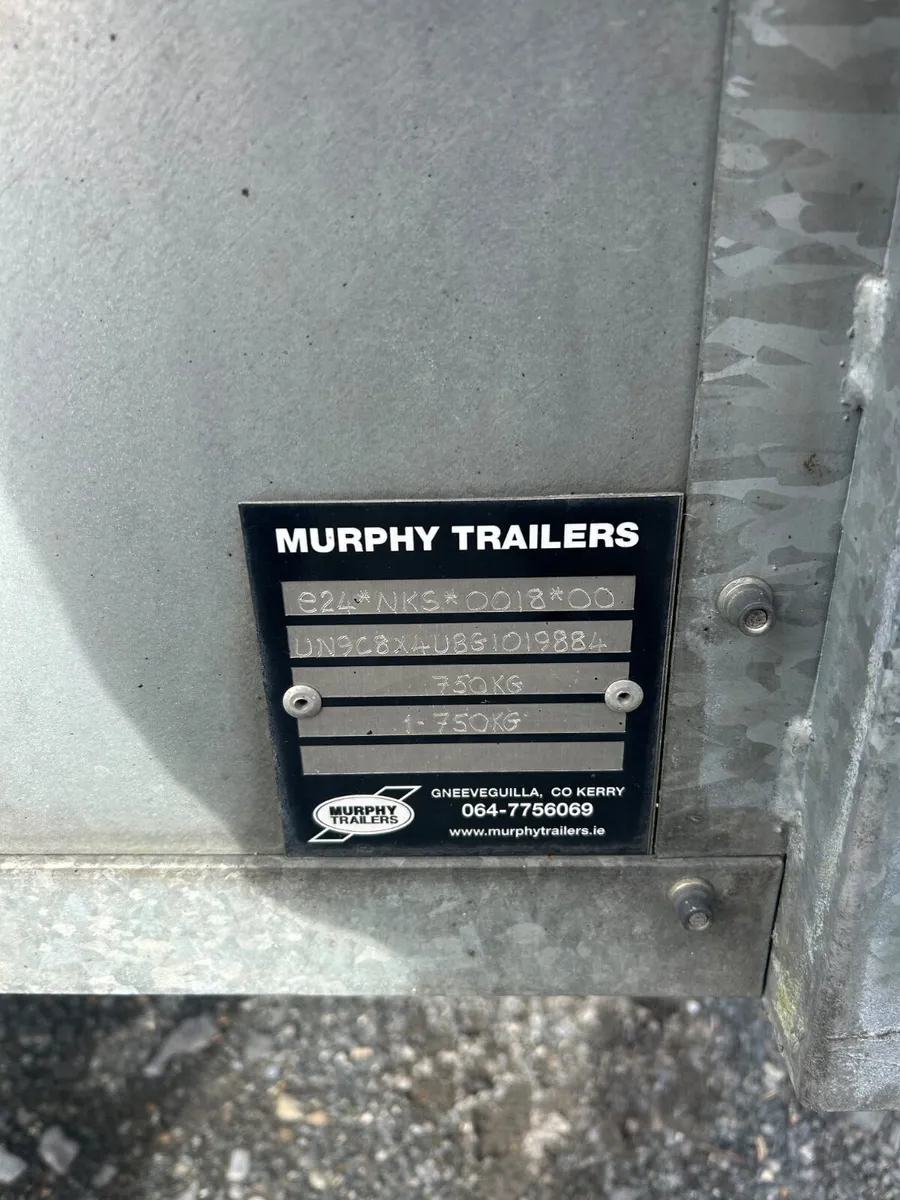 MURPHY TRAILERS
e24*NKS*0018*00
UN9C8X4U8G1019884
750KG
1-750KG
GNEEVEGUILLA, CO KERRY
MURPHY
TRAILERS
064-7756069
www.murphytrailers.ie